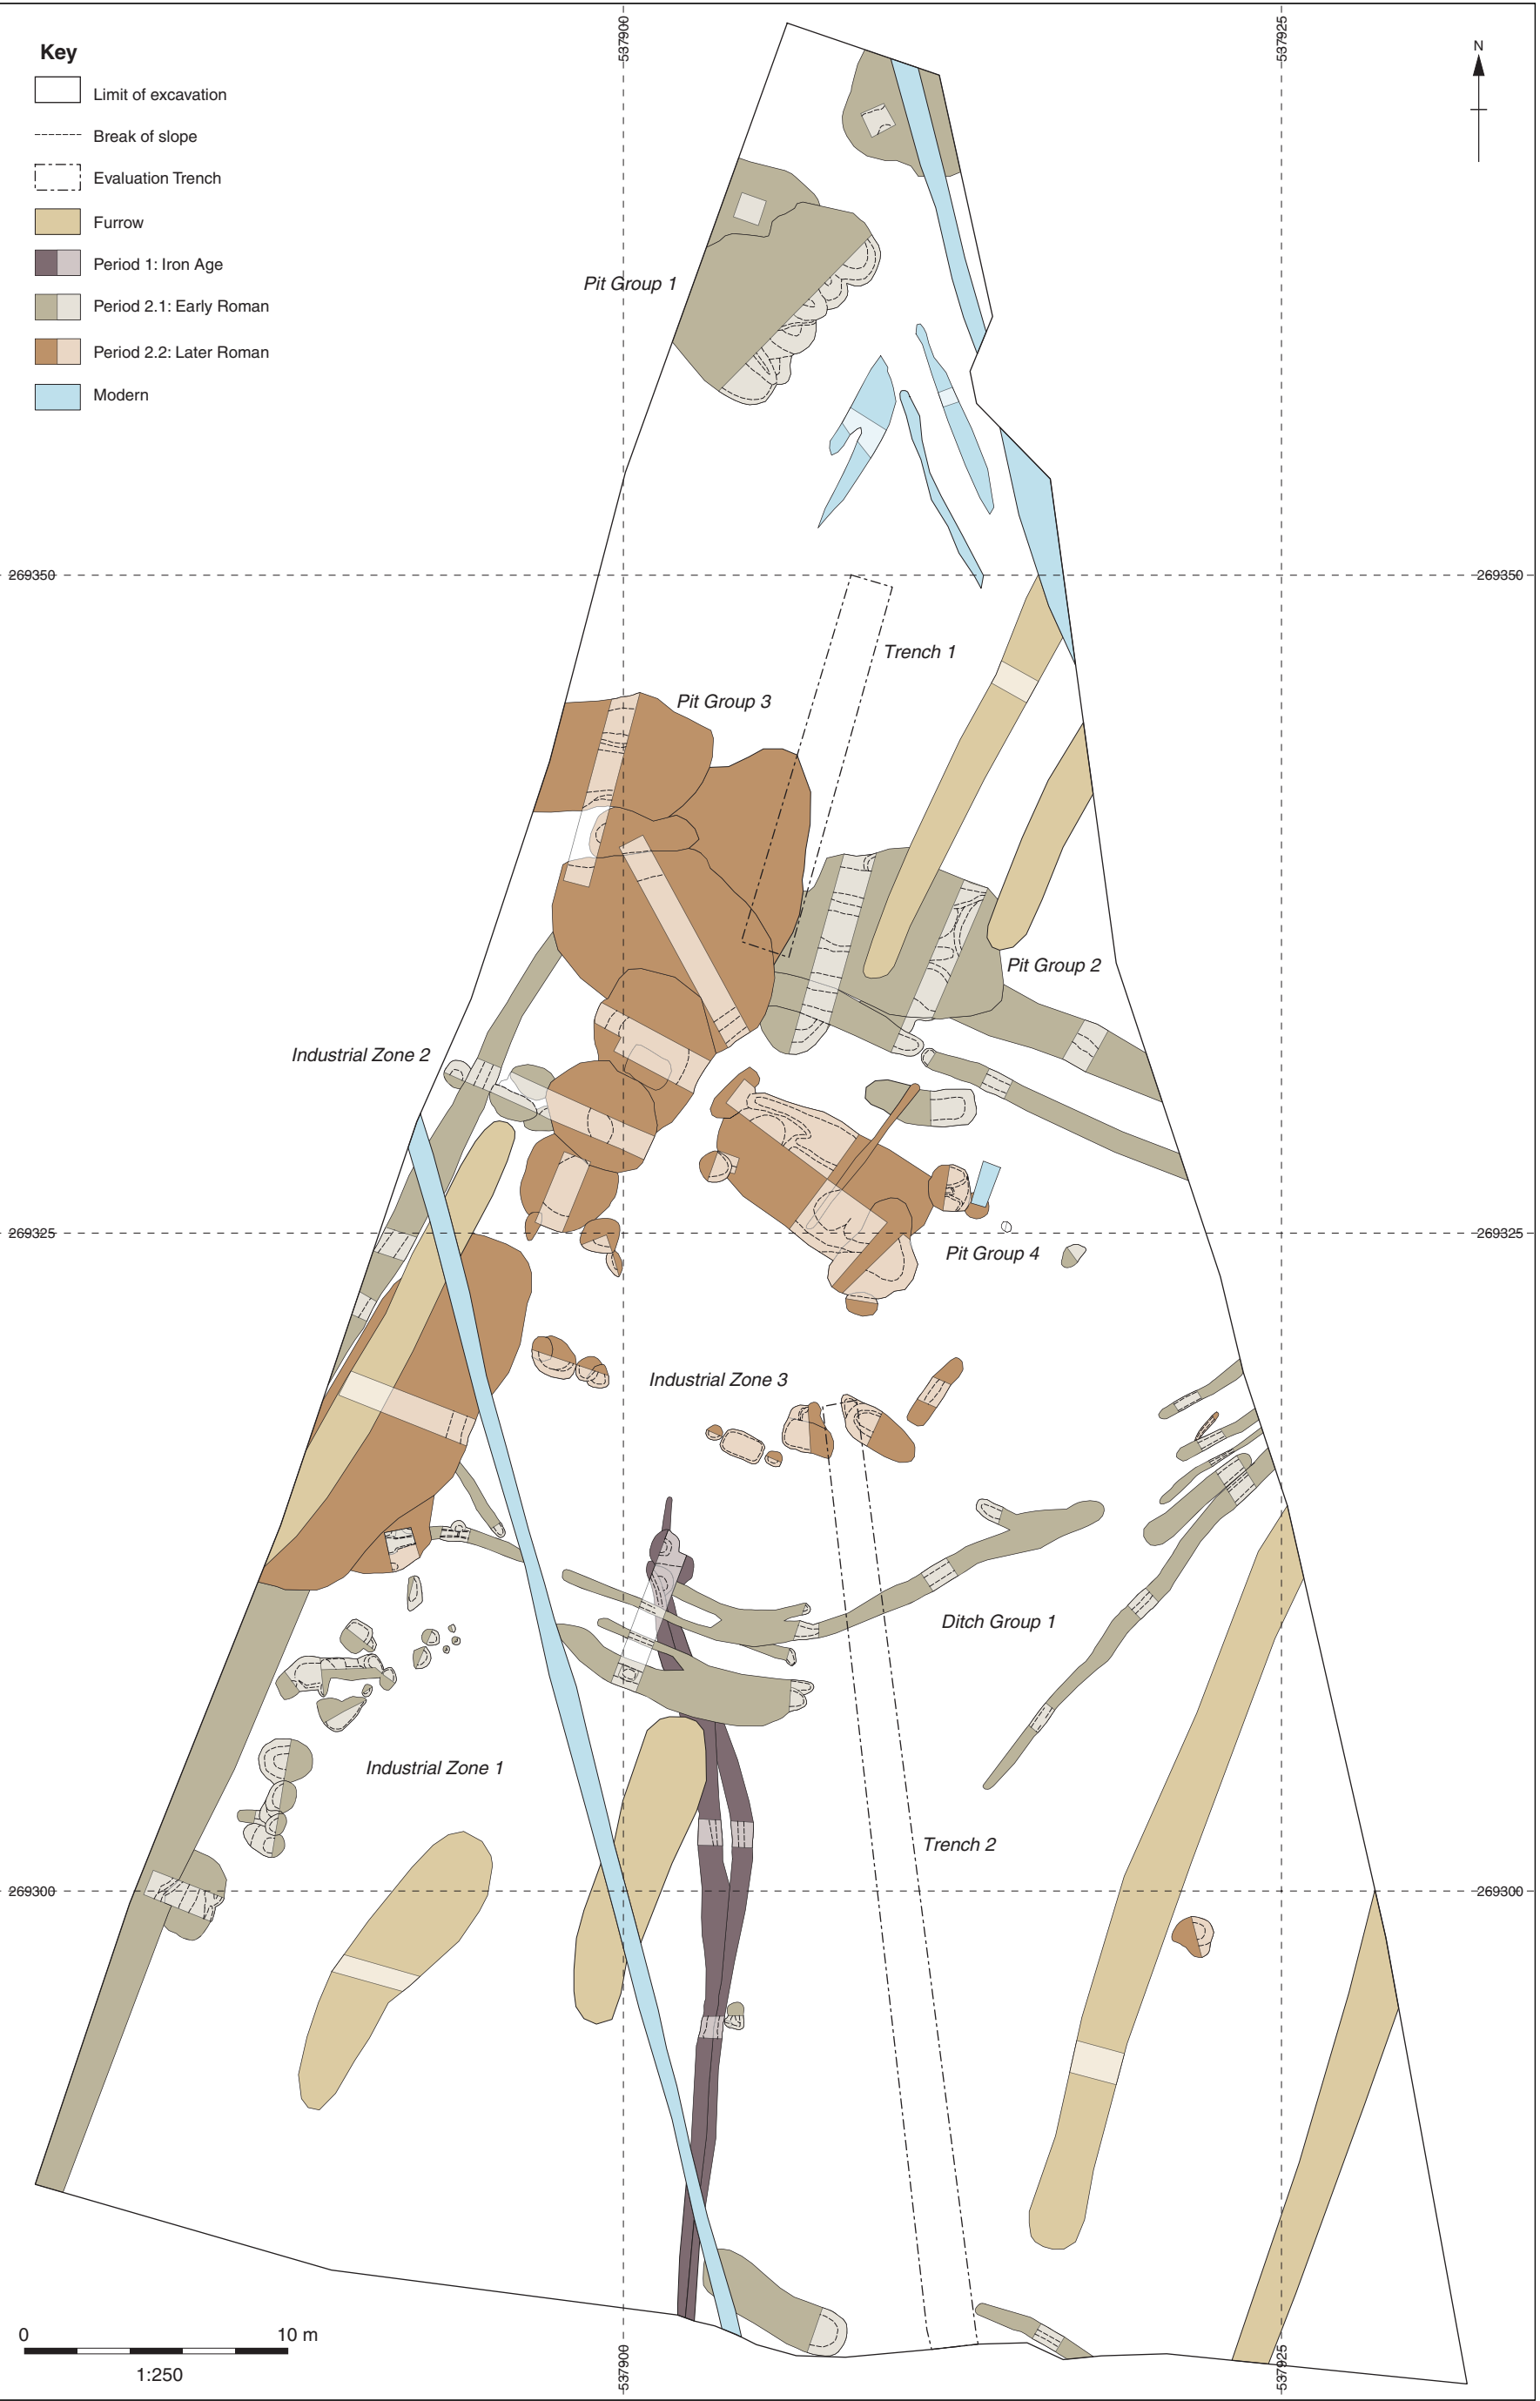 537900
537925
Key
N
Limit of excavation
Break of slope
Evaluation Trench
Furrow
Period 1: Iron Age
Period 2.1: Early Roman
Period 2.2: Later Roman
Modern
Pit Group 1
269350
269350
Trench 1
Pit Group 3
Pit Group 2
Industrial Zone 2
269325
269325
Pit Group 4
Industrial Zone 3
Ditch Group 1
Industrial Zone 1
Trench 2
269300
269300
0 10 m
1:250
537900
537925